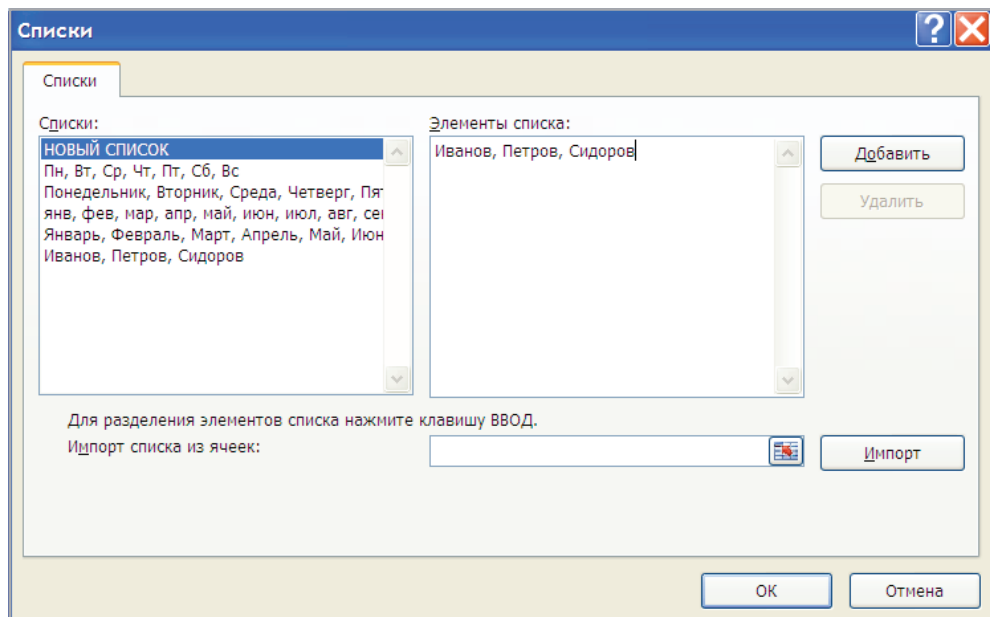 Списки
Списки
Списки:
НОВЫЙ СПИСОК
Пн, Вт, Ср, Чт, Пт, Сб, Вс
Понедельник, Вторник, Среда, Четверг, Пят
янв, фев, мар, апр, май, июн, июл, авг, сен
Январь, Февраль, Март, Апрель, Май, Июн
Иванов, Петров, Сидоров
Элементы списка:
Иванов, Петров, Сидоров
Добавить
Удалить
Для разделения элементов списка нажмите клавишу ВВОД.
Импорт списка из ячеек:
Импорт
ОК
Отмена